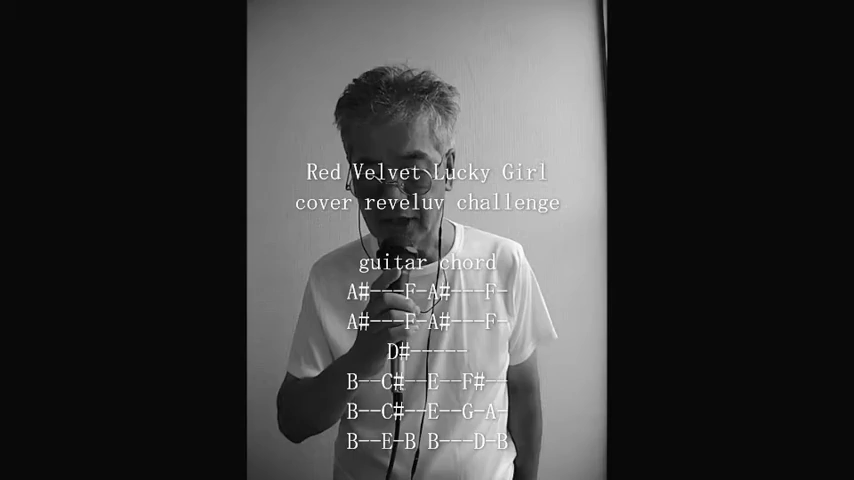 Red Velvet Lucky Girl
cover reveluv challenge
guitar chord
A#---F-A#---F-
A#---F-A#---F-
D#-----
B--C#--E--F#--
B--C#--E--G-A-
B--E-B B---D-B